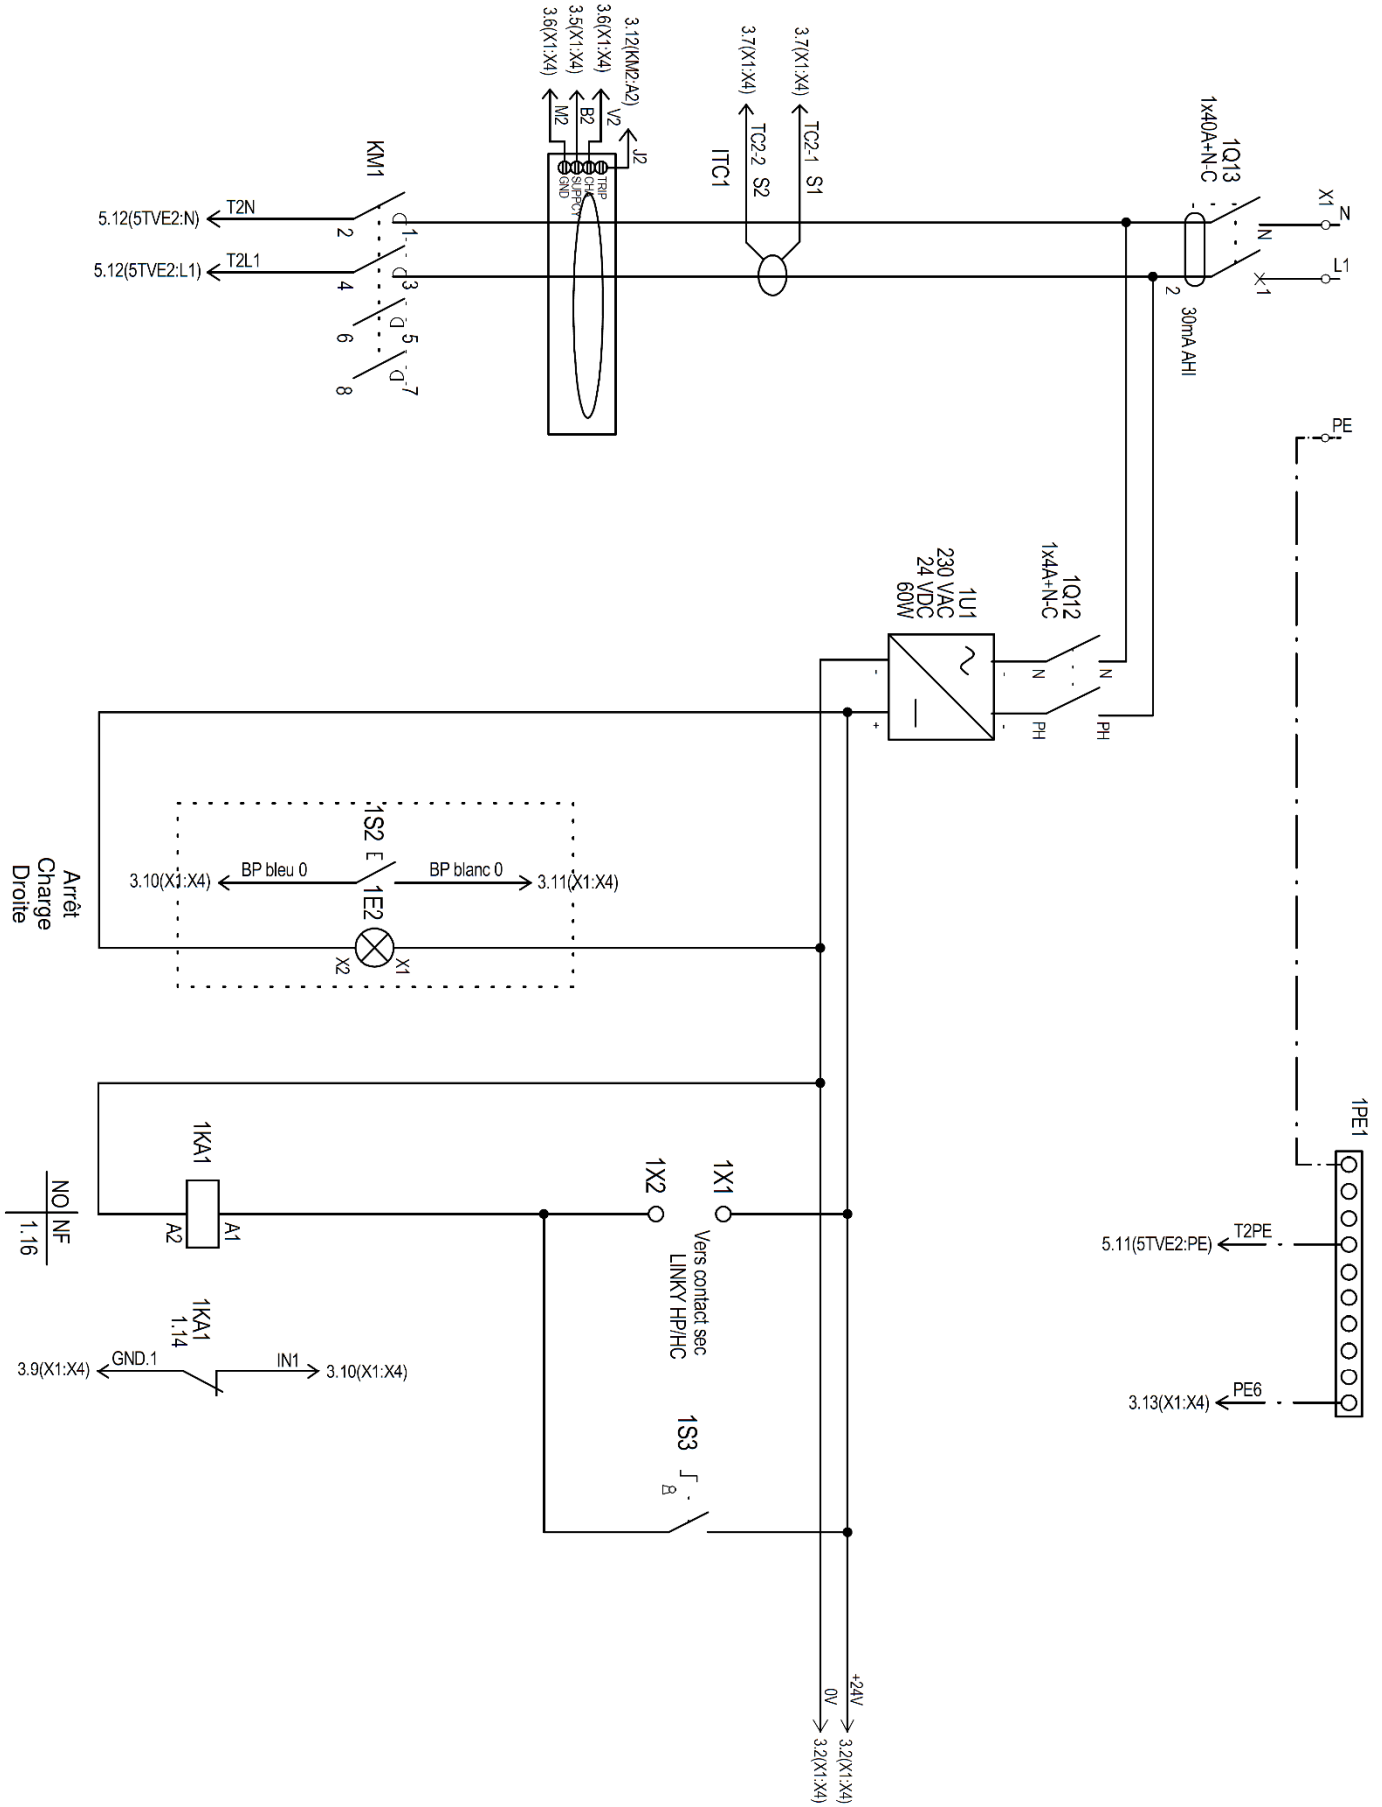 X1
N
L1
1Q13
1x40A+N-C
N
X1
2
30mA AHI
3.7(X1:X4)
TC2-1
S1
3.7(X1:X4)
TC2-2
S2
ITC1
3.12(KM2:A2)
J2
3.6(X1:X4)
V2
3.5(X1:X4)
B2
3.6(X1:X4)
M2
TRIP
SUPPLY
GND
KM1
1
2
3
4
5
6
7
8
T2N
5.12(5TVE2:N)
T2L1
5.12(5TVE2:L1)
PE
1Q12
1x4A+N-C
N
N
PH
PH
1U1
230 VAC
24 VDC
60W
-
-
-
+
1S2
BP bleu 0
3.10(X1:X4)
BP blanc 0
3.11(X1:X4)
1E2
X1
X2
Arrêt
Charge
Droite
1PE1
T2PE
5.11(5TVE2:PE)
PE6
3.13(X1:X4)
1X1
1X2
Vers contact sec
LINKY HP/HC
1KA1
A1
A2
NO
NF
1.16
1KA1
1.14
GND.1
3.9(X1:X4)
IN1
3.10(X1:X4)
1S3
+24V
3.2(X1:X4)
0V
3.2(X1:X4)